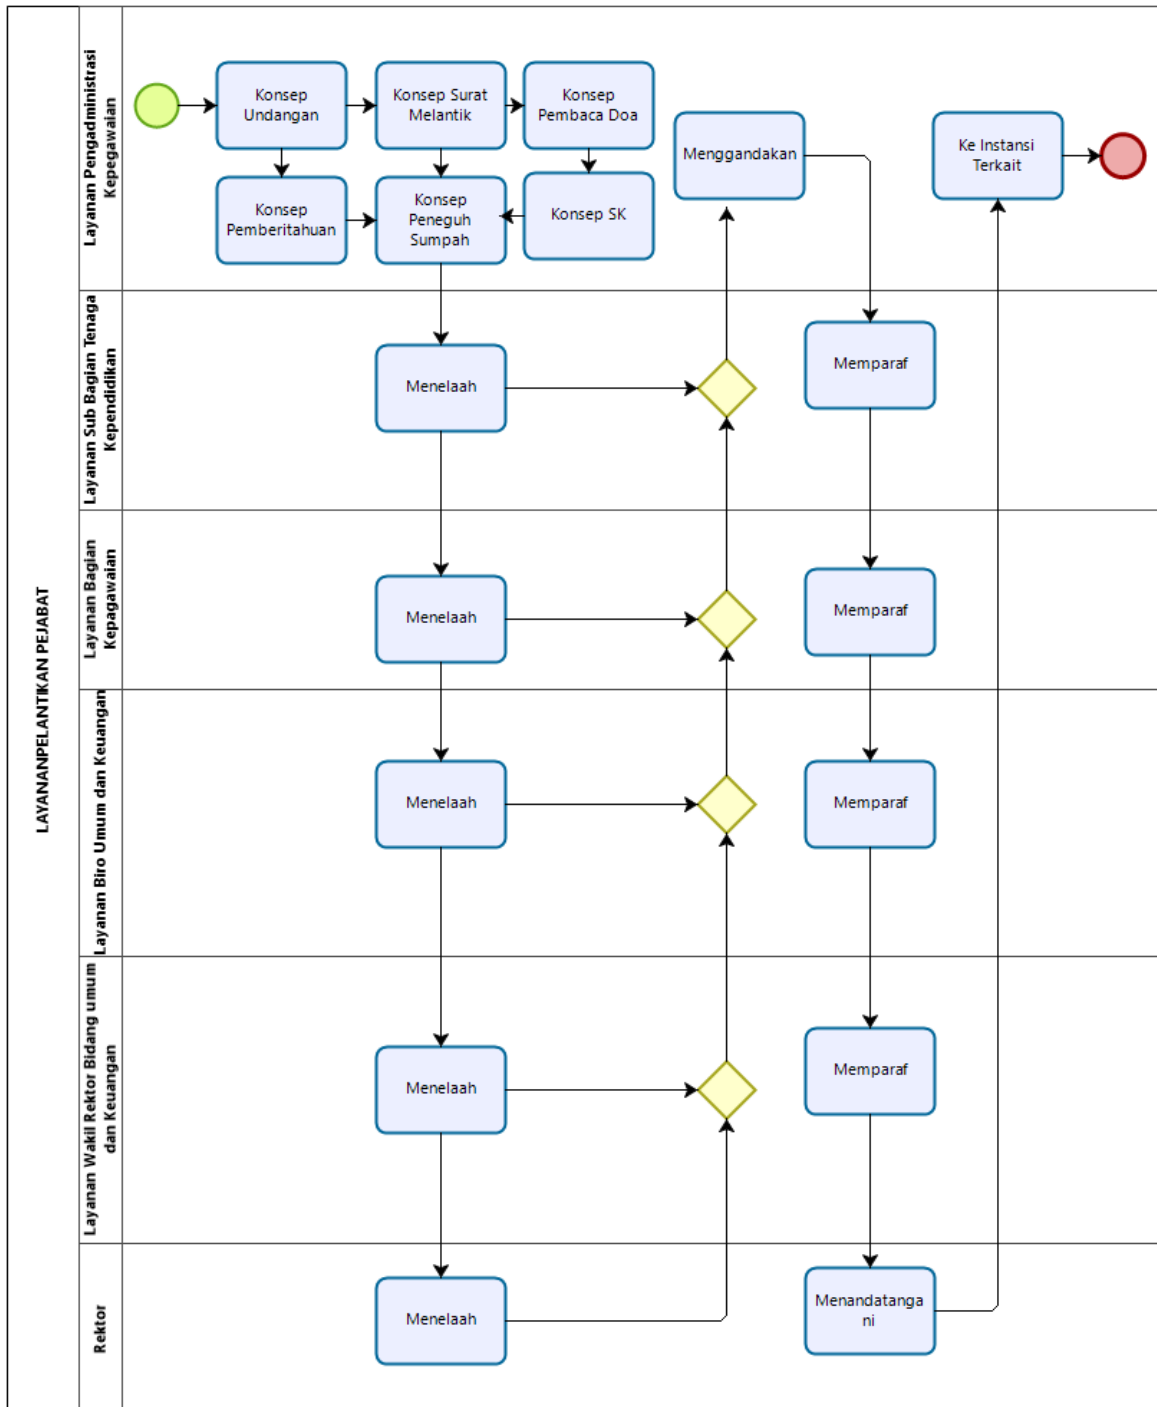 LAYANANPELANTIKAN PEJABAT
Layanan Pengadministrasi
Kepegawaian
Konsep
Undangan
Konsep Surat
Melantik
Konsep
Pembaca Doa
Konsep
Pemberitahuan
Konsep
Peneguh
Sumpah
Konsep SK
Menggandakan
Ke Instansi
Terkait
Layanan Sub Bagian Tenaga
Kependidikan
Menelaah
Memparaf
Layanan Bagian
Kepagawaian
Menelaah
Memparaf
Layanan Biro Umum dan Keuangan
Menelaah
Memparaf
Layanan Wakil Rektor Bidang umum
dan Keuangan
Menelaah
Memparaf
Rektor
Menelaah
Menandatanga
ni